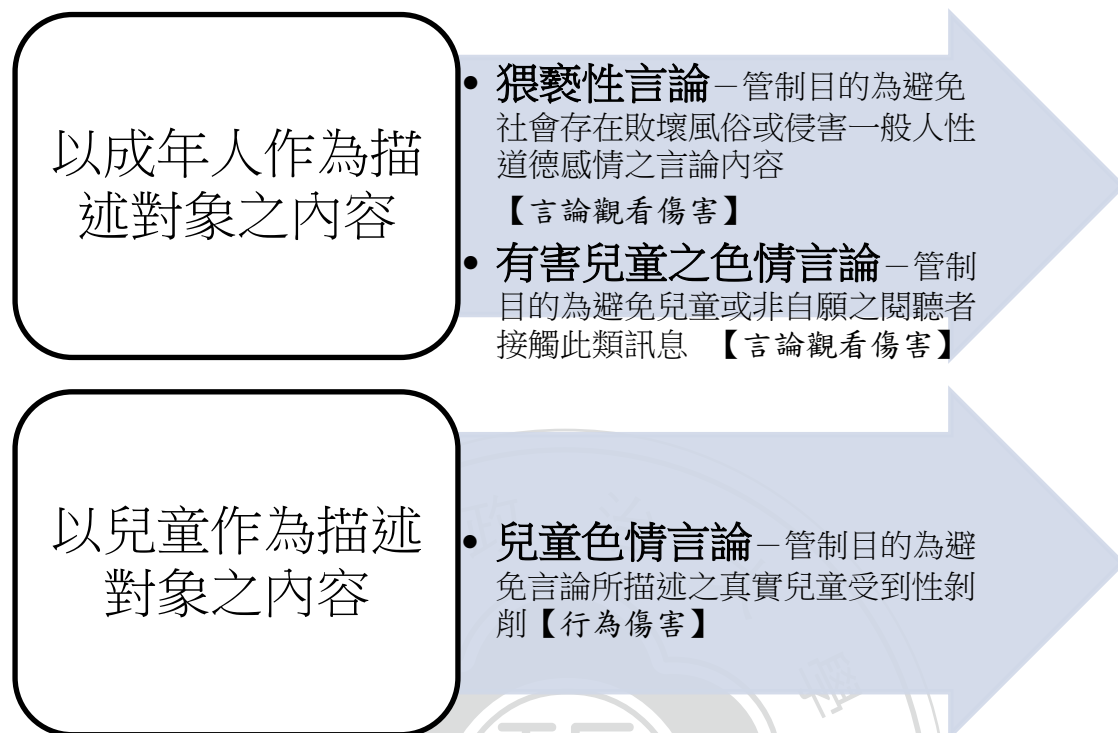 以成年人作為描
述對象之內容
• 猥褻性言論－管制目的為避免
社會存在敗壞風俗或侵害一般人性
道德感情之言論內容
【言論觀看傷害】
• 有害兒童之色情言論－管制
目的為避免兒童或非自願之閱聽者
接觸此類訊息 【言論觀看傷害】
以兒童作為描述
對象之內容
• 兒童色情言論－管制目的為避
免言論所描述之真實兒童受到性剝
削【行為傷害】